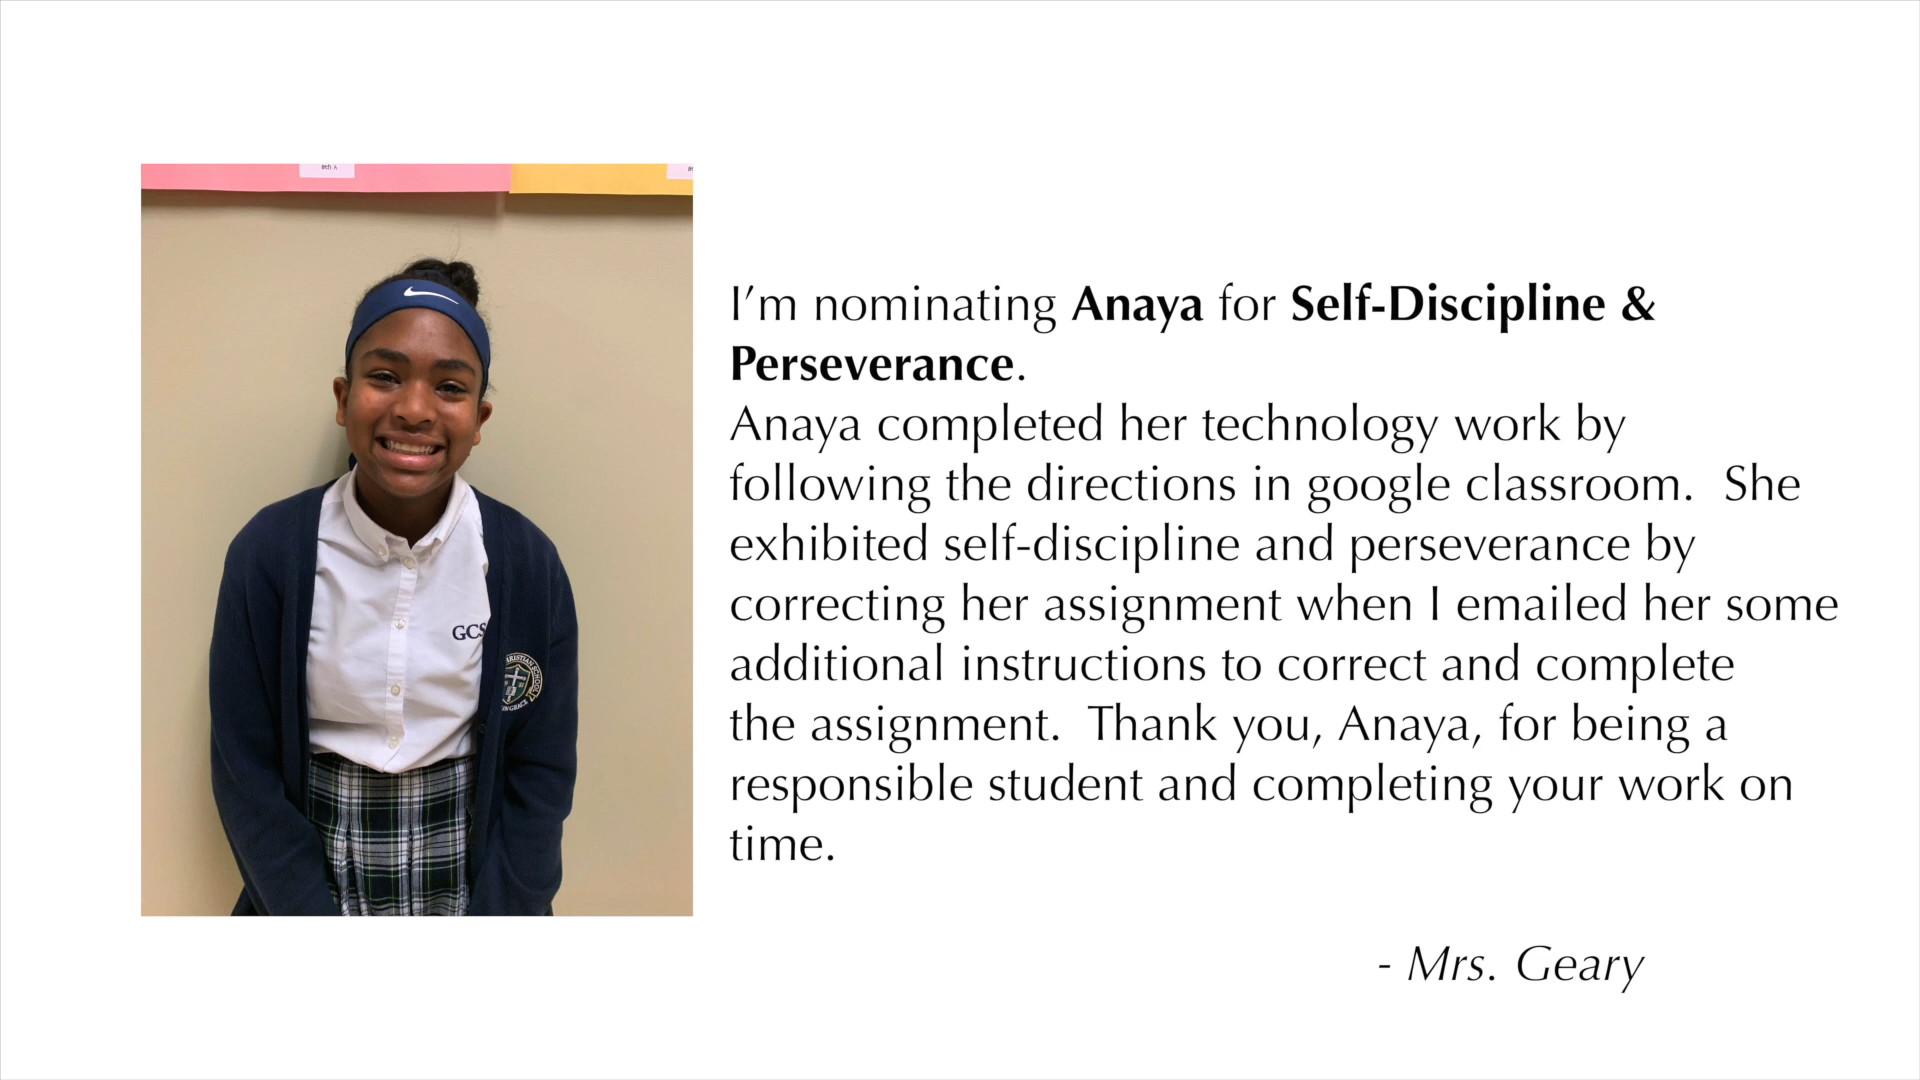 8th A
I’m nominating Anaya for Self-Discipline &
Perseverance.
Anaya completed her technology work by
following the directions in google classroom.  She
exhibited self-discipline and perseverance by
correcting her assignment when I emailed her some
additional instructions to correct and complete
the assignment.  Thank you, Anaya, for being a
responsible student and completing your work on
time.
- Mrs. Geary
GCS